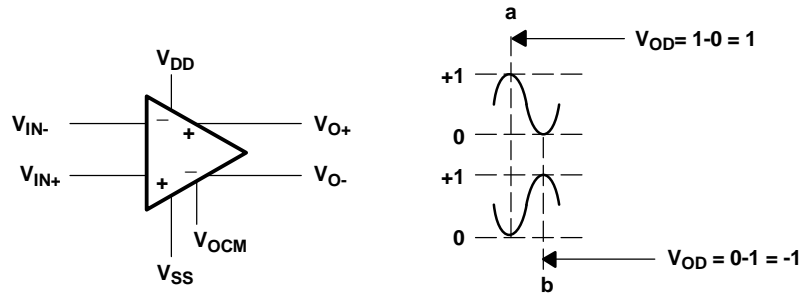 a
V_OD= 1-0 = 1
V_DD
+1
V_IN-
−
+
V_O+
0
+1
V_IN+
+
−
V_O-
0
V_OCM
V_SS
V_OD = 0-1 = -1
b